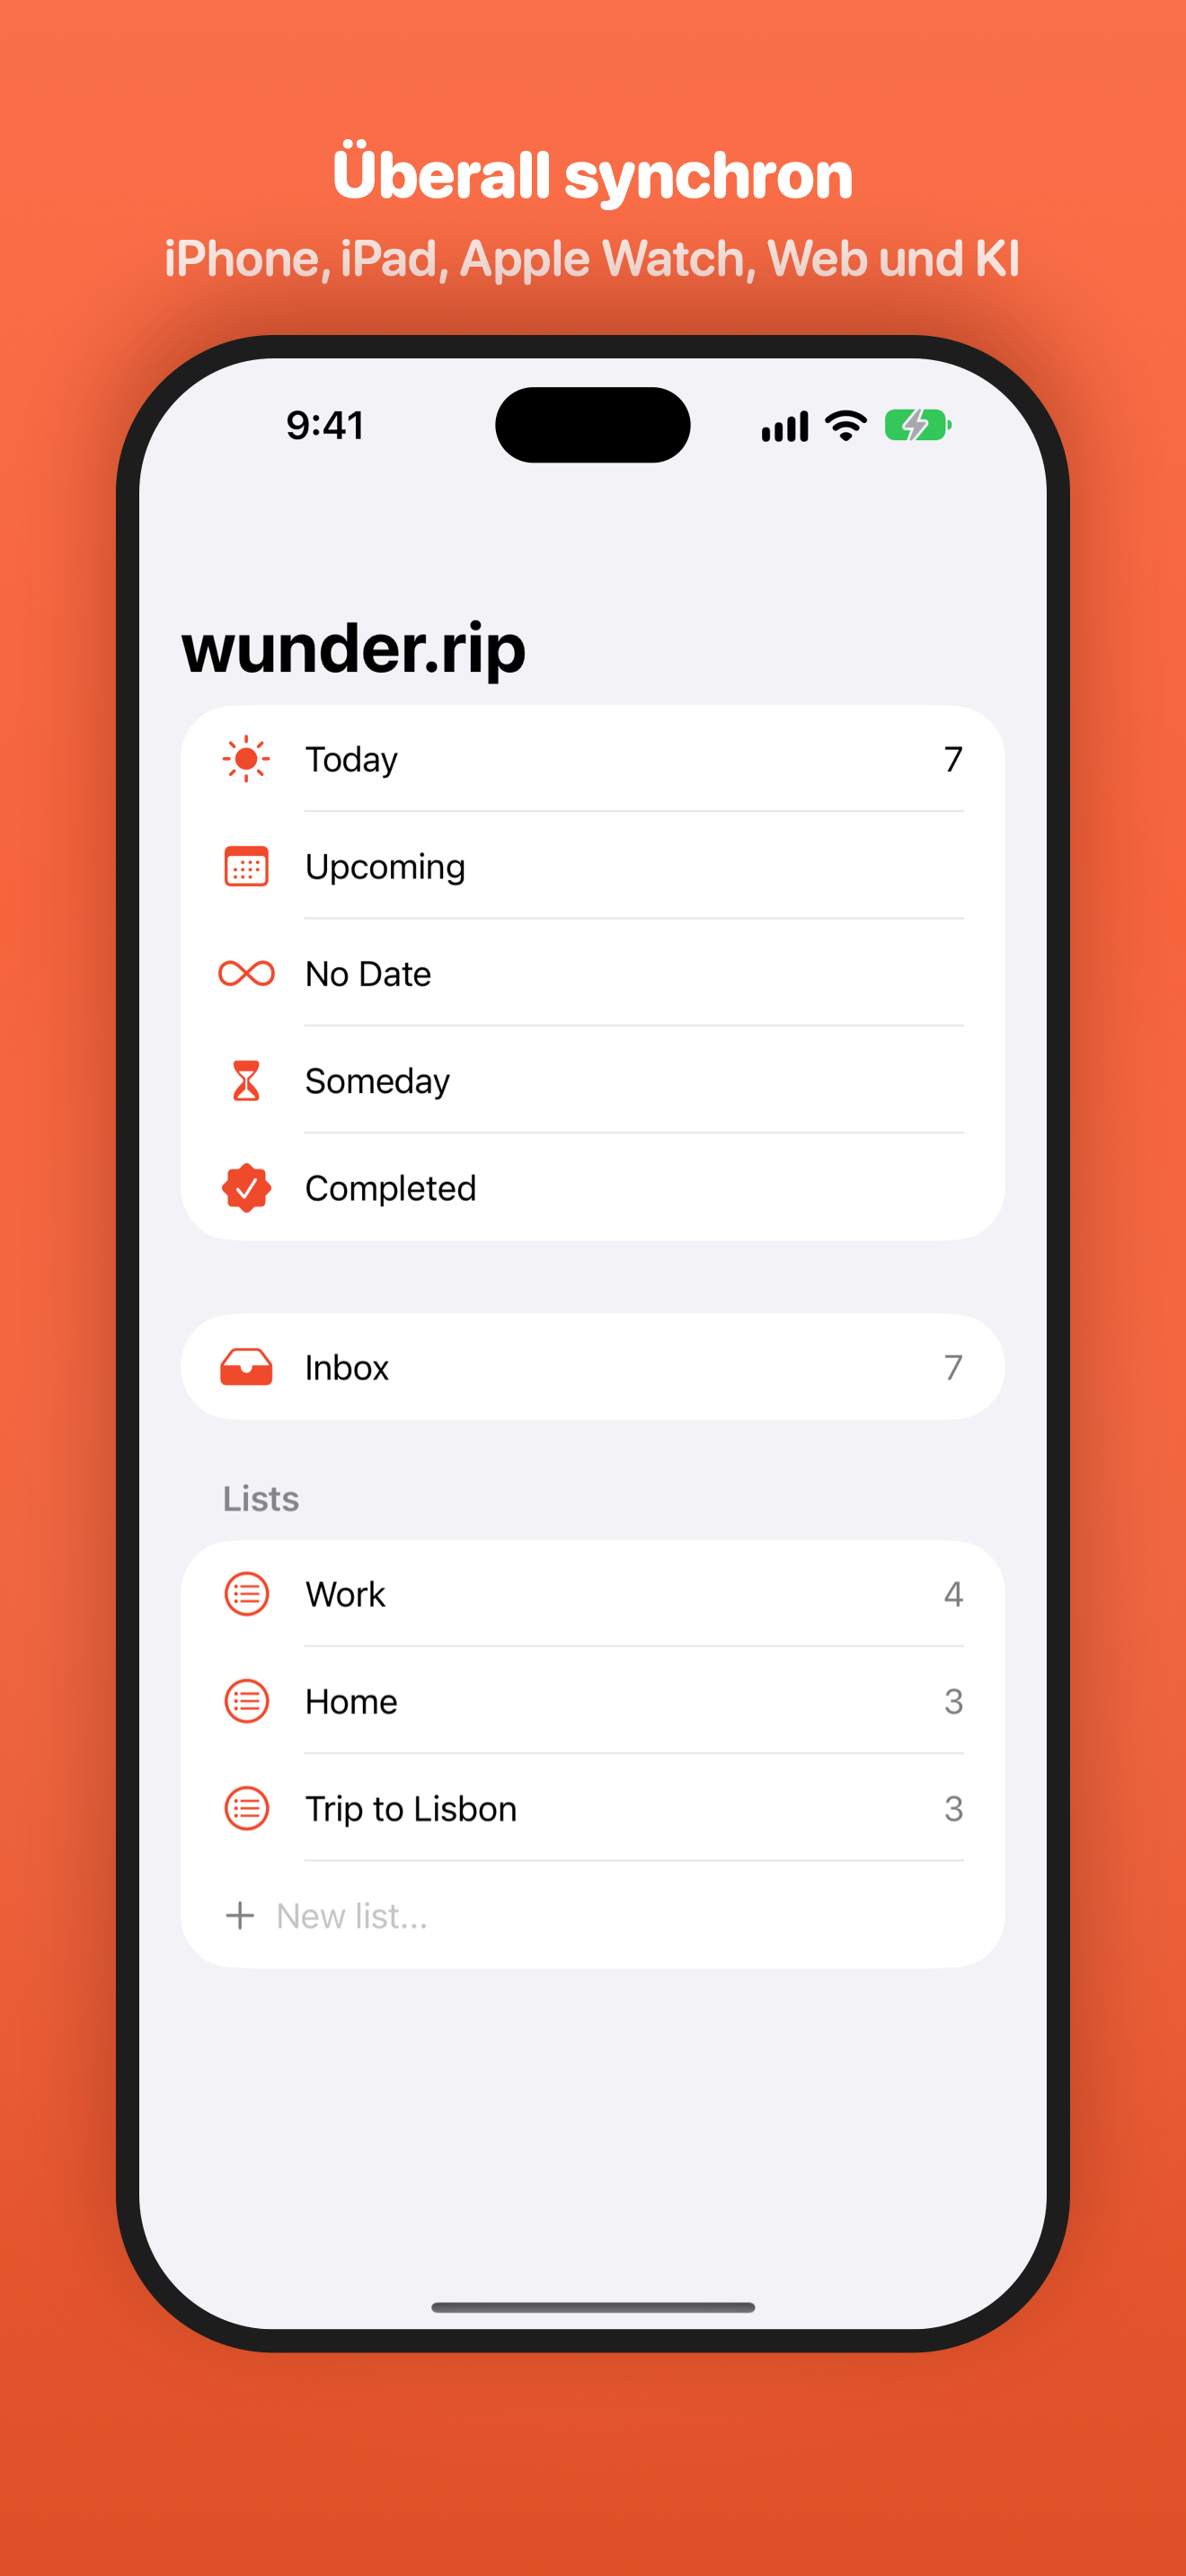 Überall synchron
iPhone, iPad, Apple Watch, Web und KI
9:41
wunder.rip
Today 7
Upcoming
No Date
Someday
Completed
Inbox 7
Lists
Work 4
Home 3
Trip to Lisbon 3
New list...